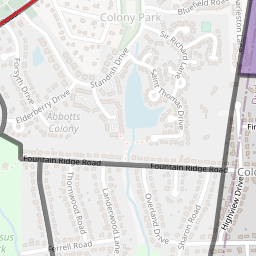 Colony Park
Bluefield Road
Charleston
Sir Richard Lane
Standish Drive
Forsyth Drive
Saint Thomas Drive
Elderberry Drive
Abbotts
Colony
Fountain Ridge Road
Fountain Ridge Road
Thornwood Road
Landerwood Lane
Overland Drive
Sharon Road
Highview Drive
Ferrell Road